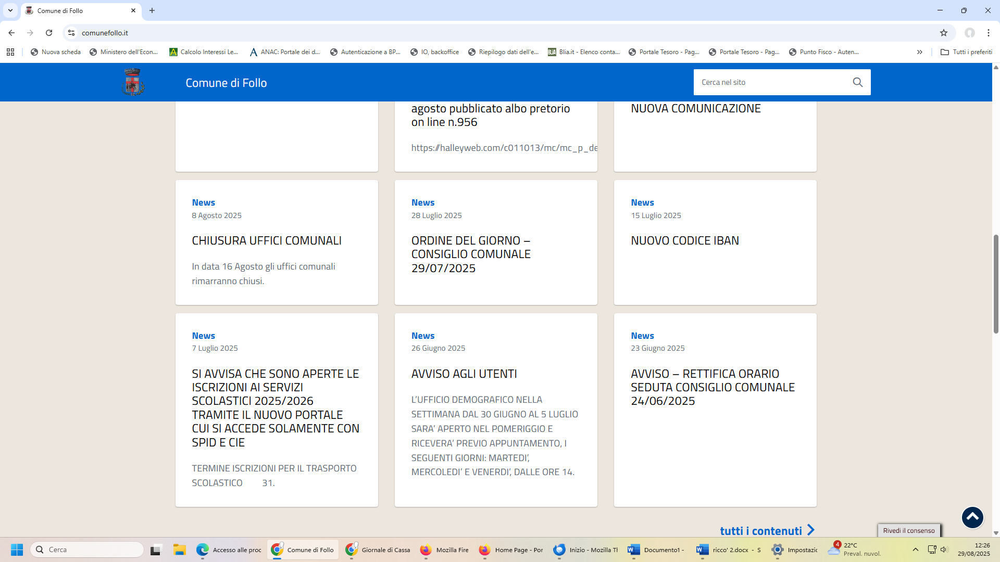 Comune di Follo
comunefollo.it
Nuova scheda
Ministero dell'Econ...
Calcolo Interessi Le...
ANAC: Portale dei d...
Autenticazione a BP...
IO, backoffice
Riepilogo dati dell'e...
Blia.it - Elenco conta...
Portale Tesoro - Pag...
Portale Tesoro - Pag...
Punto Fisco - Auten...
Tutti i preferiti
Comune di Follo
Cerca nel sito
agosto pubblicato albo pretorio
on line n.956
https://halleyweb.com/c011013/mc/mc_p_de
NUOVA COMUNICAZIONE
News
8 Agosto 2025
CHIUSURA UFFICI COMUNALI
In data 16 Agosto gli uffici comunali
rimarranno chiusi.
News
28 Luglio 2025
ORDINE DEL GIORNO –
CONSIGLIO COMUNALE
29/07/2025
News
15 Luglio 2025
NUOVO CODICE IBAN
News
7 Luglio 2025
SI AVVISA CHE SONO APERTE LE
ISCRIZIONI AI SERVIZI
SCOLASTICI 2025/2026
TRAMITE IL NUOVO PORTALE
CUI SI ACCEDE SOLAMENTE CON
SPID E CIE
TERMINE ISCRIZIONI PER IL TRASPORTO
SCOLASTICO 31.
News
26 Giugno 2025
AVVISO AGLI UTENTI
L'UFFICIO DEMOGRAFICO NELLA
SETTIMANA DAL 30 GIUGNO AL 5 LUGLIO
SARA' APERTO NEL POMERIGGIO E
RICEVERA' PREVIO APPUNTAMENTO, I
SEGUENTI GIORNI: MARTEDI',
MERCOLEDI' E VENERDI', DALLE ORE 14.
News
23 Giugno 2025
AVVISO – RETTIFICA ORARIO
SEDUTA CONSIGLIO COMUNALE
24/06/2025
tutti i contenuti
Rivedi il consenso
Cerca
Accesso alle proc
Comune di Follo
Giornale di Cassa
Mozilla Fire
Home Page - Por
Inizio - Mozilla Th
Documento1 -
ricco' 2.docx - S
Impostazio
4
22°C
Preval. nuvol.
12:26
29/08/2025